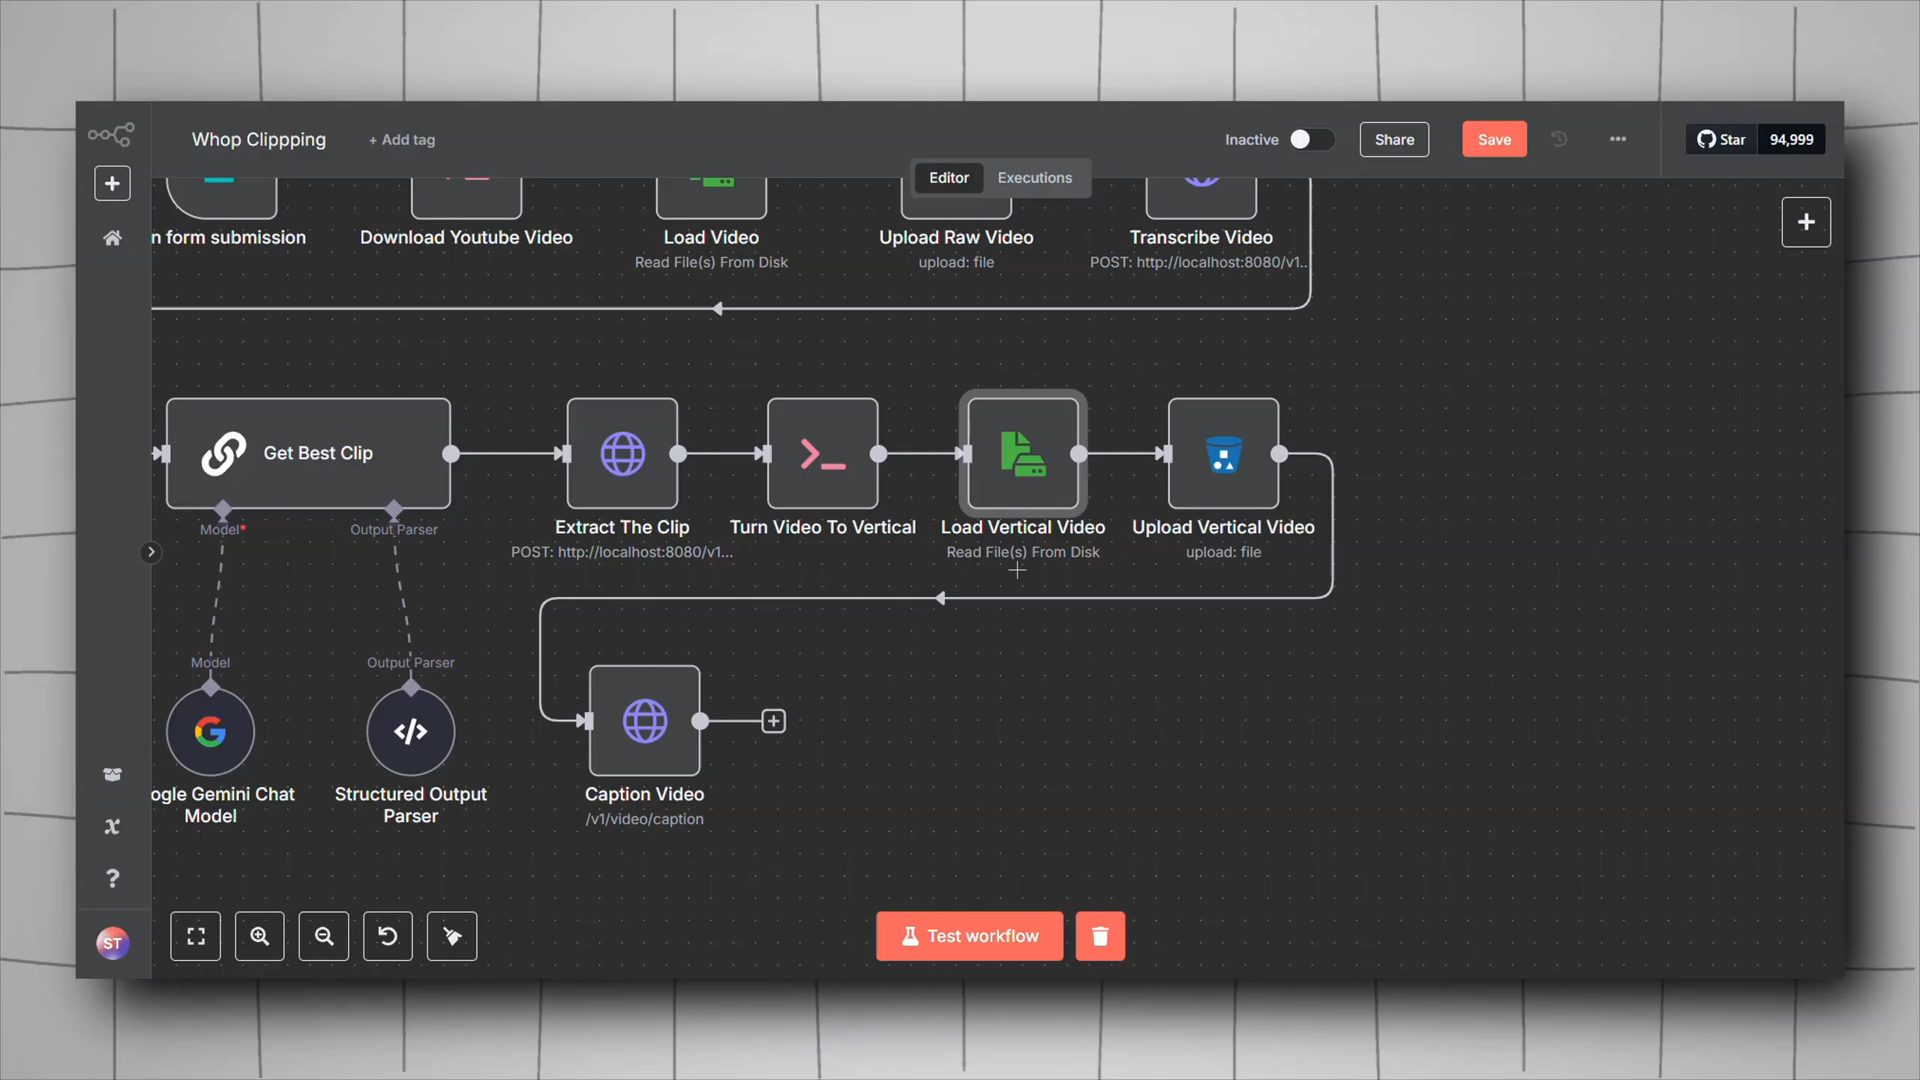 Whop Clippping
+ Add tag
Inactive
Share
Save
Star
94,999
Editor
Executions
n form submission
Download Youtube Video
Load Video
Read File(s) From Disk
Upload Raw Video
upload: file
Transcribe Video
POST: http://localhost:8080/v1...
Get Best Clip
Model*
Output Parser
Extract The Clip
POST: http://localhost:8080/v1...
Turn Video To Vertical
Load Vertical Video
Read File(s) From Disk
Upload Vertical Video
upload: file
Model
Output Parser
ogle Gemini Chat
Model
Structured Output
Parser
Caption Video
/v1/video/caption
ST
Test workflow